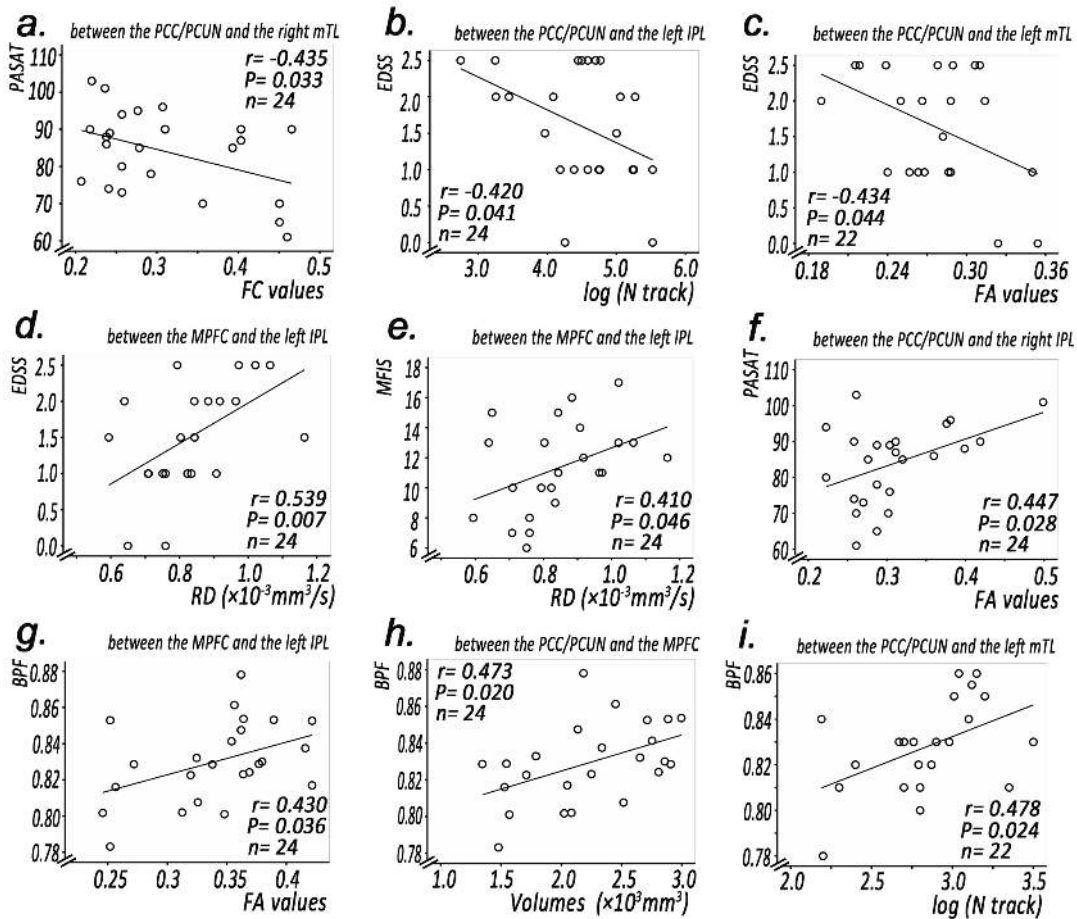 a.
between the PCC/PCUN and the right mTL
PASAT
110
100
90
80
70
60
r= -0.435
P= 0.033
n= 24
0.2 0.3 0.4 0.5
FC values
b.
between the PCC/PCUN and the left IPL
EDSS
2.5
2.0
1.5
1.0
0.5
0.0
r= -0.420
P= 0.041
n= 24
3.0 4.0 5.0 6.0
log (N track)
c.
between the PCC/PCUN and the left mTL
EDSS
2.5
2.0
1.5
1.0
0.5
0.0
r= -0.434
P= 0.044
n= 22
0.18 0.24 0.30 0.36
FA values
d.
between the MPFC and the left IPL
EDSS
2.5
2.0
1.5
1.0
0.5
0.0
r= 0.539
P= 0.007
n= 24
0.6 0.8 1.0 1.2
RD (×10⁻³mm³/s)
e.
between the MPFC and the left IPL
MFIS
18
16
14
12
10
8
6
r= 0.410
P= 0.046
n= 24
0.6 0.8 1.0 1.2
RD (×10⁻³mm³/s)
f.
between the PCC/PCUN and the right IPL
PASAT
110
100
90
80
70
60
r= 0.447
P= 0.028
n= 24
0.2 0.3 0.4 0.5
FA values
g.
between the MPFC and the left IPL
BPF
0.88
0.86
0.84
0.82
0.80
0.78
r= 0.430
P= 0.036
n= 24
0.25 0.30 0.35 0.40
FA values
h.
between the PCC/PCUN and the MPFC
BPF
0.88
0.86
0.84
0.82
0.80
0.78
r= 0.473
P= 0.020
n= 24
1.0 1.5 2.0 2.5 3.0
Volumes (×10³mm³)
i.
between the PCC/PCUN and the left mTL
BPF
0.86
0.84
0.82
0.80
0.78
r= 0.478
P= 0.024
n= 22
2.0 2.5 3.0 3.5
log (N track)